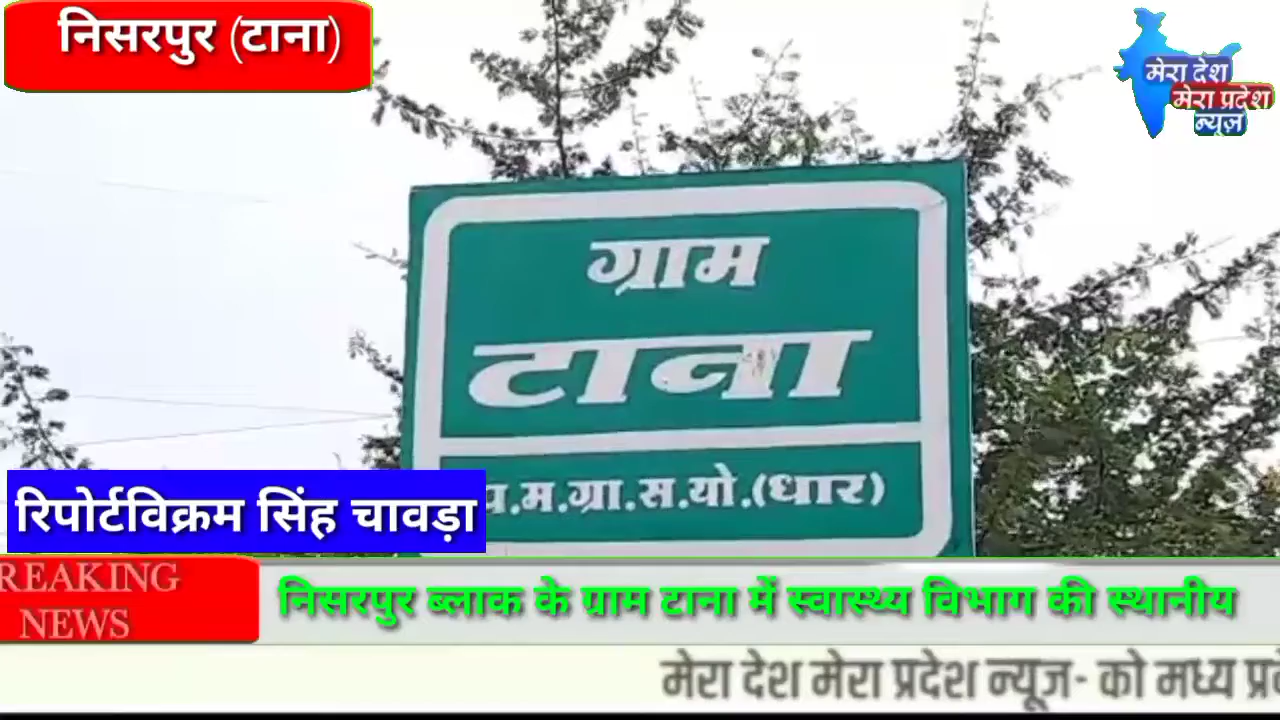 निसरपुर (टाना)
मेरा देश
मेरा प्रदेश
न्यूज़
ग्राम
टाना
.म.ग्रा.स.यो.(धार)
रिपोर्टविक्रम सिंह चावड़ा
REAKING
NEWS
निसरपुर ब्लाक के ग्राम टाना में स्वास्थ्य विभाग की स्थानीय
मेरा देश मेरा प्रदेश न्यूज- को मध्य